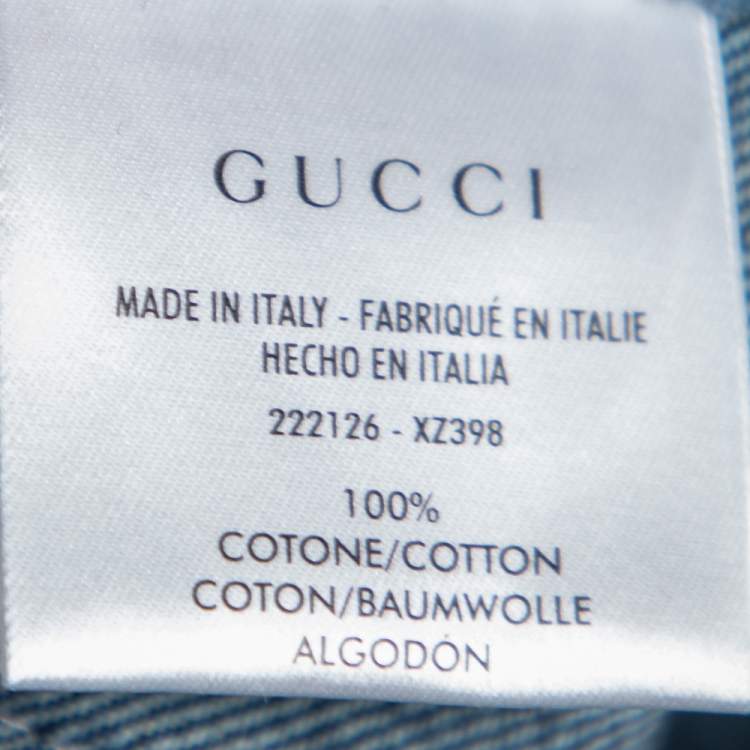 GUCCI
MADE IN ITALY - FABRIQUÉ EN ITALIE
HECHO EN ITALIA
222126 - XZ398
100%
COTONE/COTTON
COTON/BAUMWOLLE
ALGODÓN